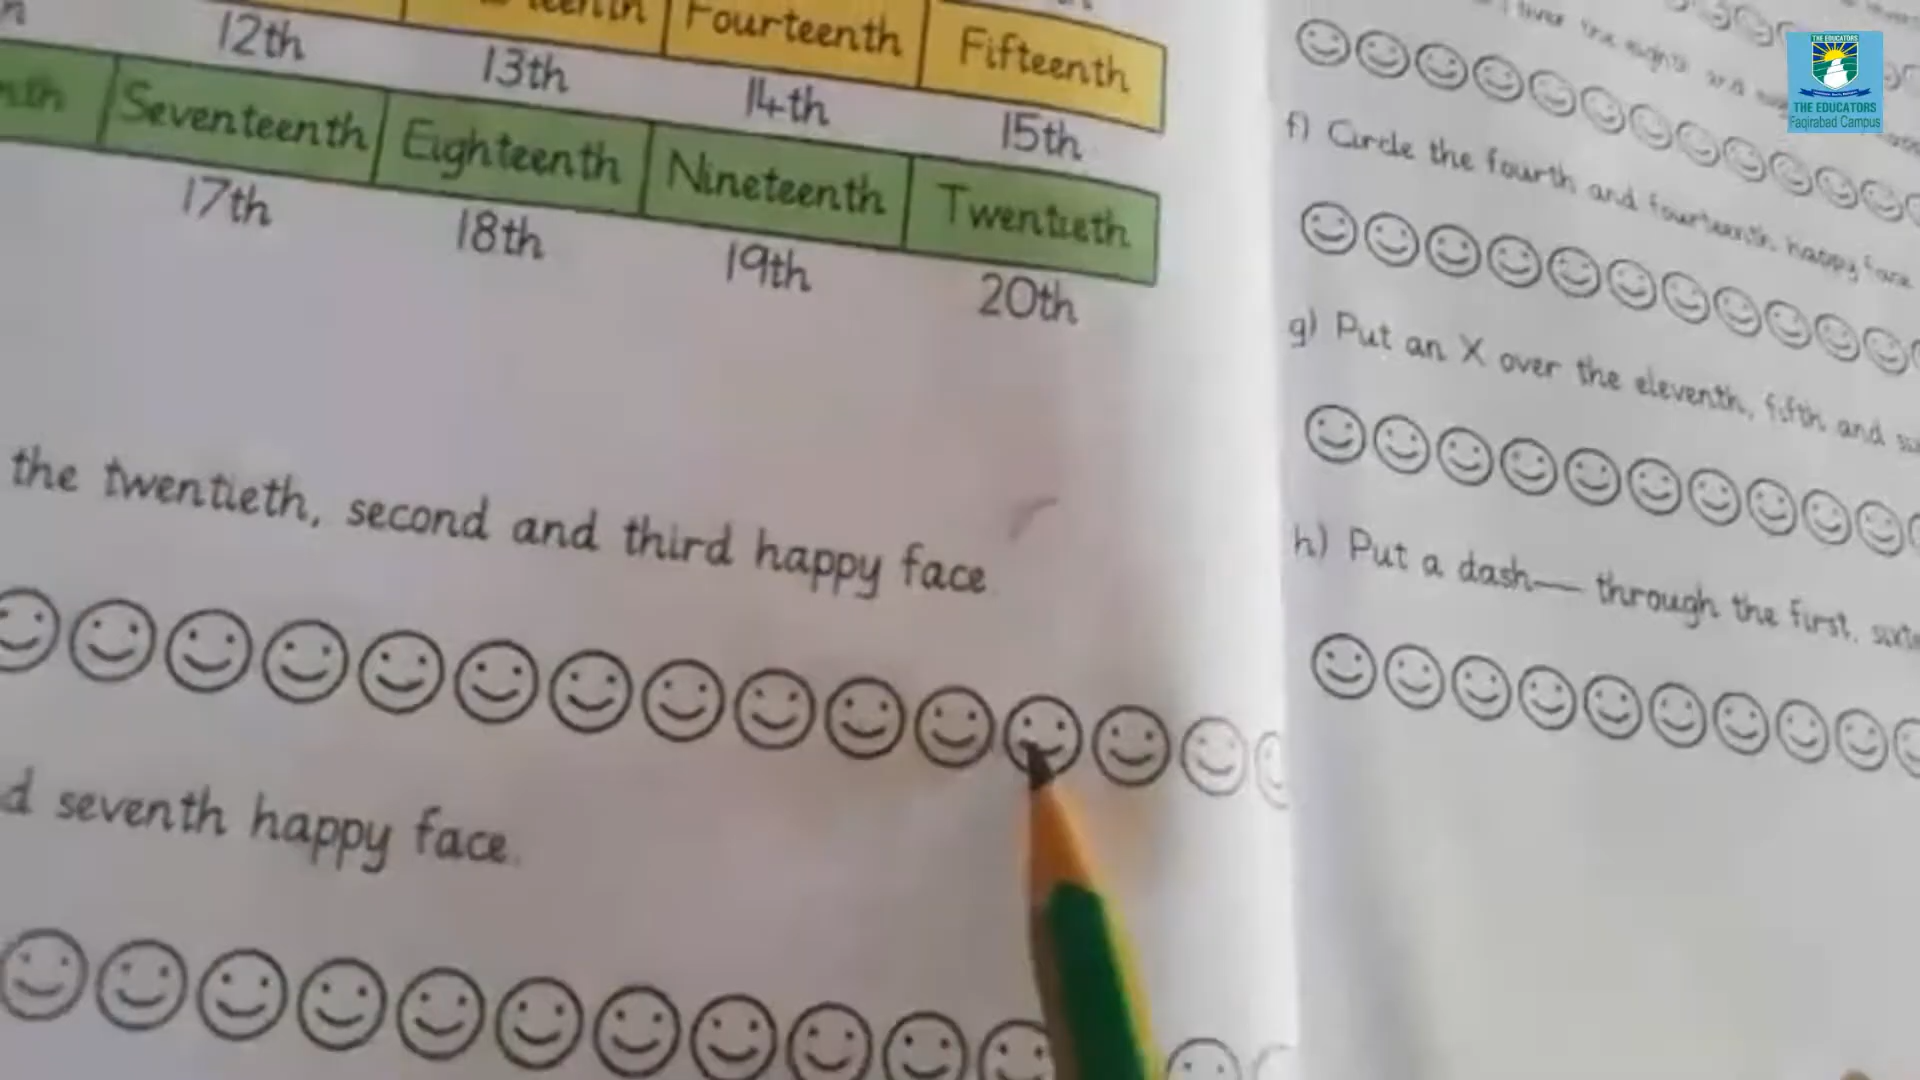 Fourteenth Fifteenth
12th 13th 14th 15th
Seventeenth Eighteenth Nineteenth Twentieth
17th 18th 19th 20th
the twentieth, second and third happy face.
d seventh happy face.
f) Circle the fourth and fourteenth happy face
g) Put an X over the eleventh, fifth and
h) Put a dash— through the first,
THE EDUCATORS
THE EDUCATORS
Faqirabad Campus